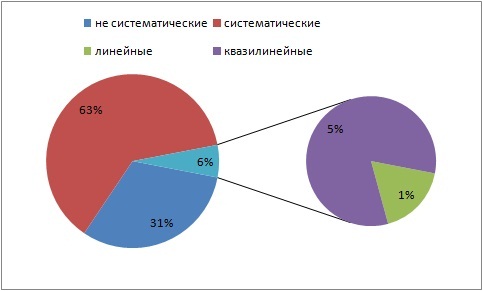 не систематические систематические
линейные квазилинейные
63%
5%
6%
1%
31%